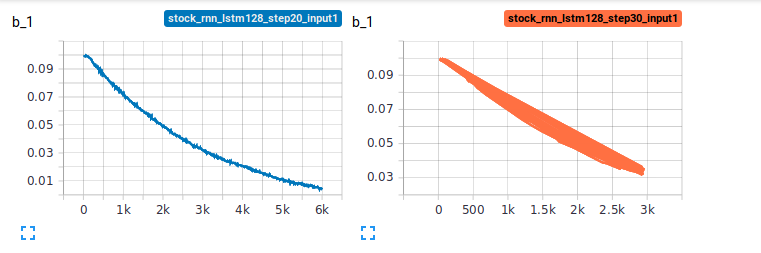 b_1
stock_rnn_lstm128_step20_input1
0.09
0.07
0.05
0.03
0.01
0 1k 2k 3k 4k 5k 6k
b_1
stock_rnn_lstm128_step30_input1
0.09
0.07
0.05
0.03
0 500 1k 1.5k 2k 2.5k 3k